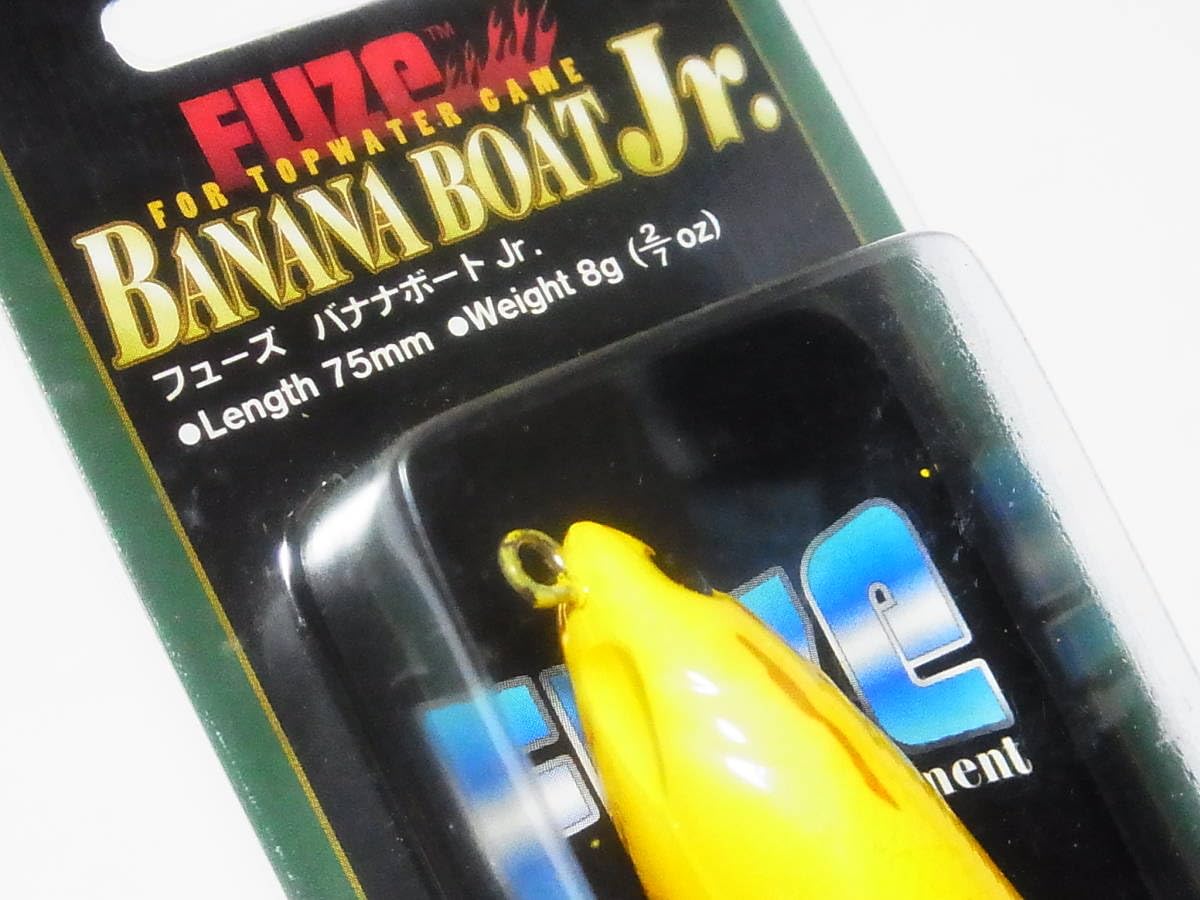 FUZe™
FOR TOPWATER GAME
BANANA BOAT Jr.
フューズ バナナボート Jr.
●Length 75mm ●Weight 8g (2/7 oz)